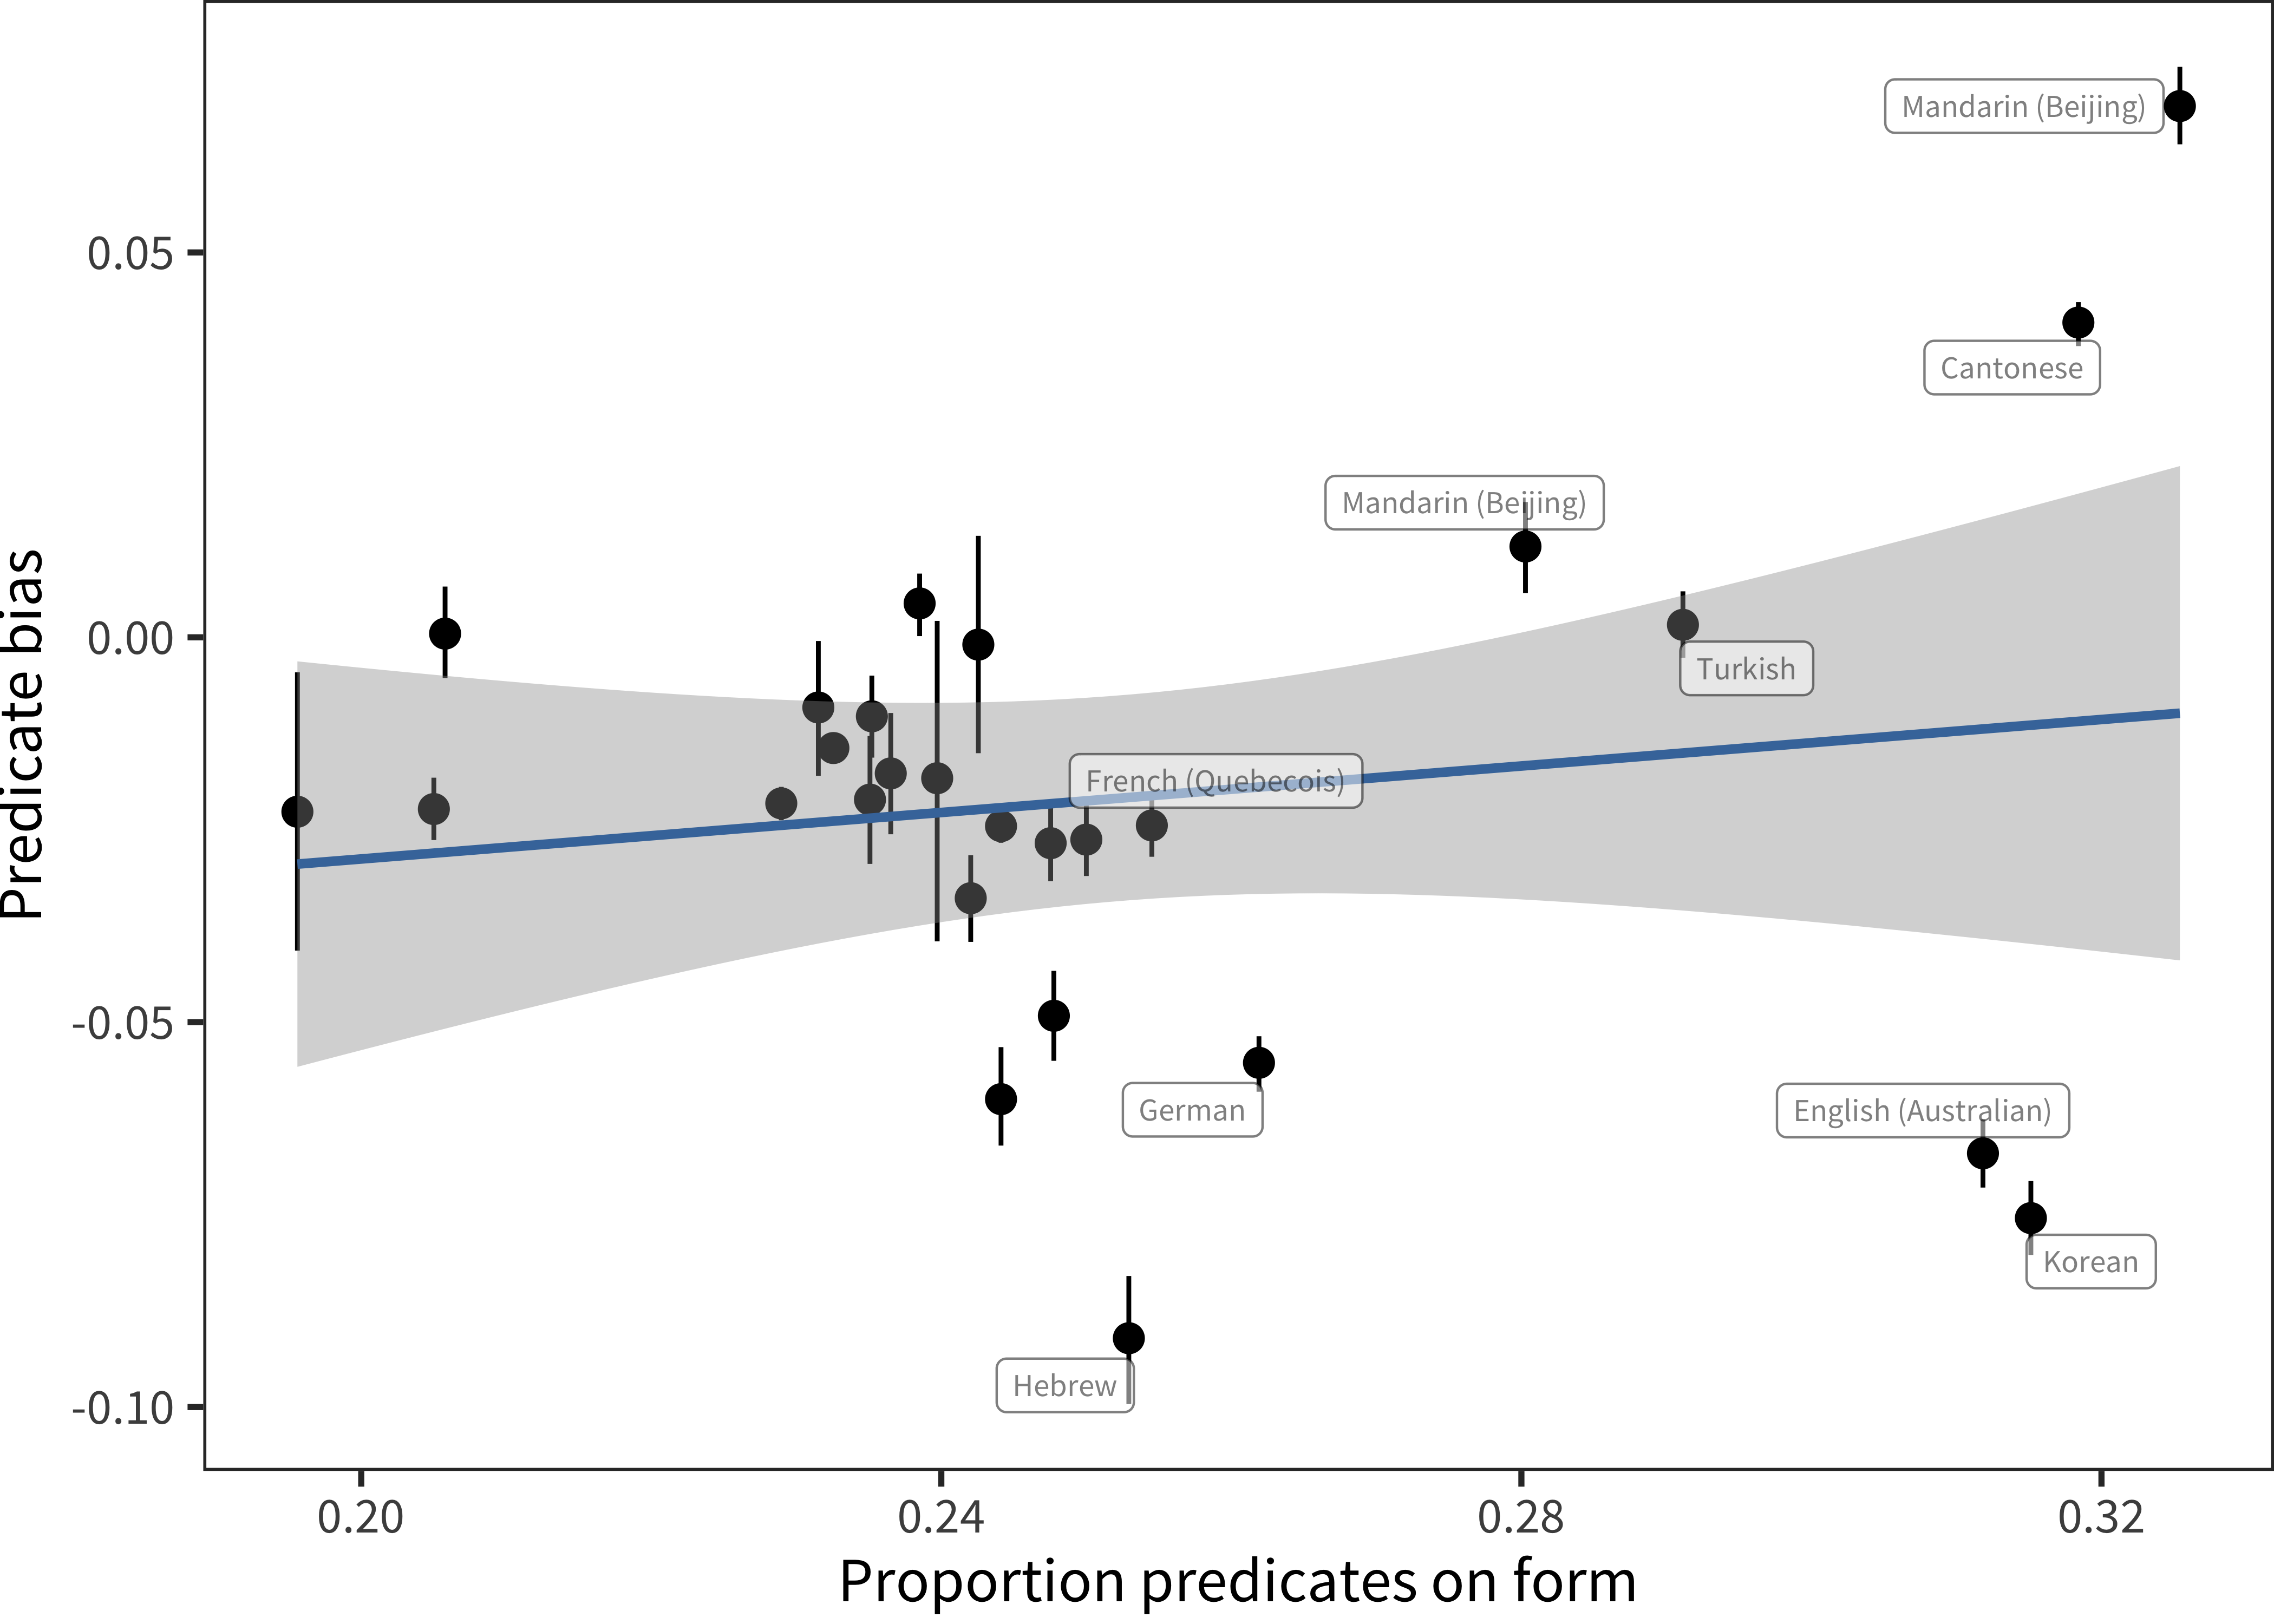 Mandarin (Beijing)
0.05
Cantonese
Mandarin (Beijing)
0.00
Turkish
French (Quebecois)
Predicate bias
-0.05
German
English (Australian)
Korean
Hebrew
-0.10
0.20
0.24
0.28
0.32
Proportion predicates on form